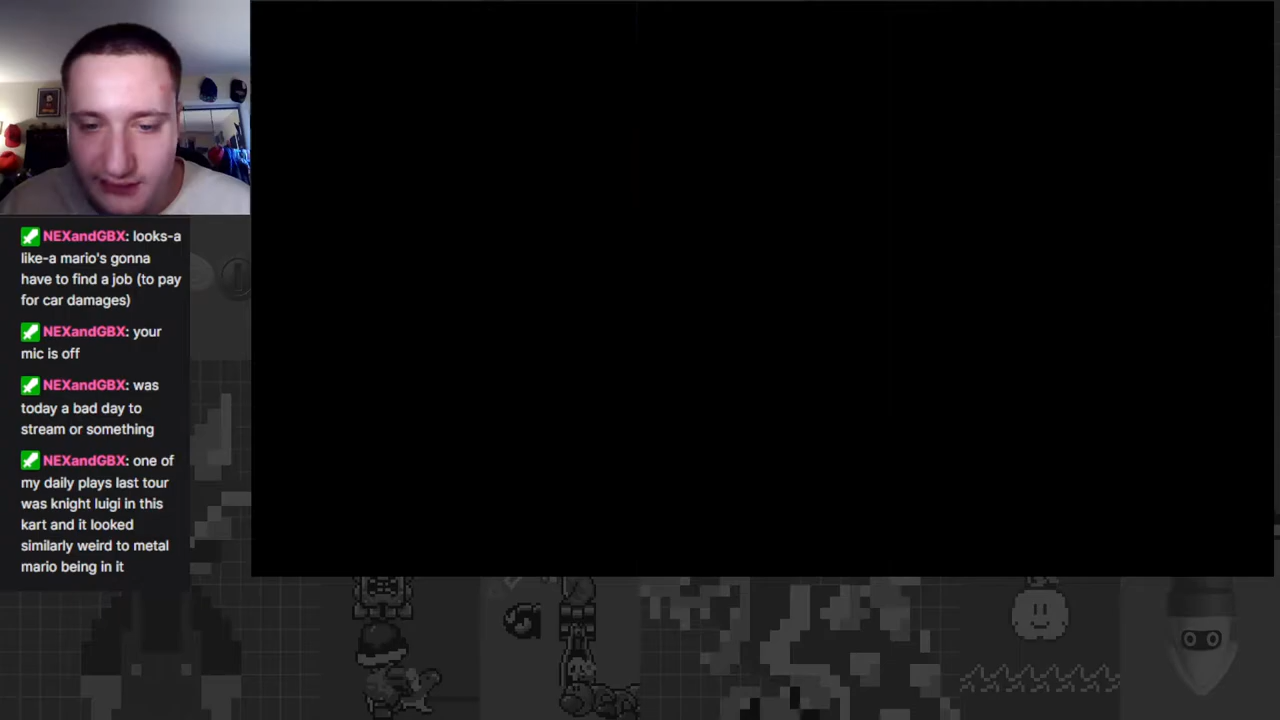 NEXandGBX: looks-a
like-a mario's gonna
have to find a job (to pay
for car damages)
NEXandGBX: your
mic is off
NEXandGBX: was
today a bad day to
stream or something
NEXandGBX: one of
my daily plays last tour
was knight luigi in this
kart and it looked
similarly weird to metal
mario being in it